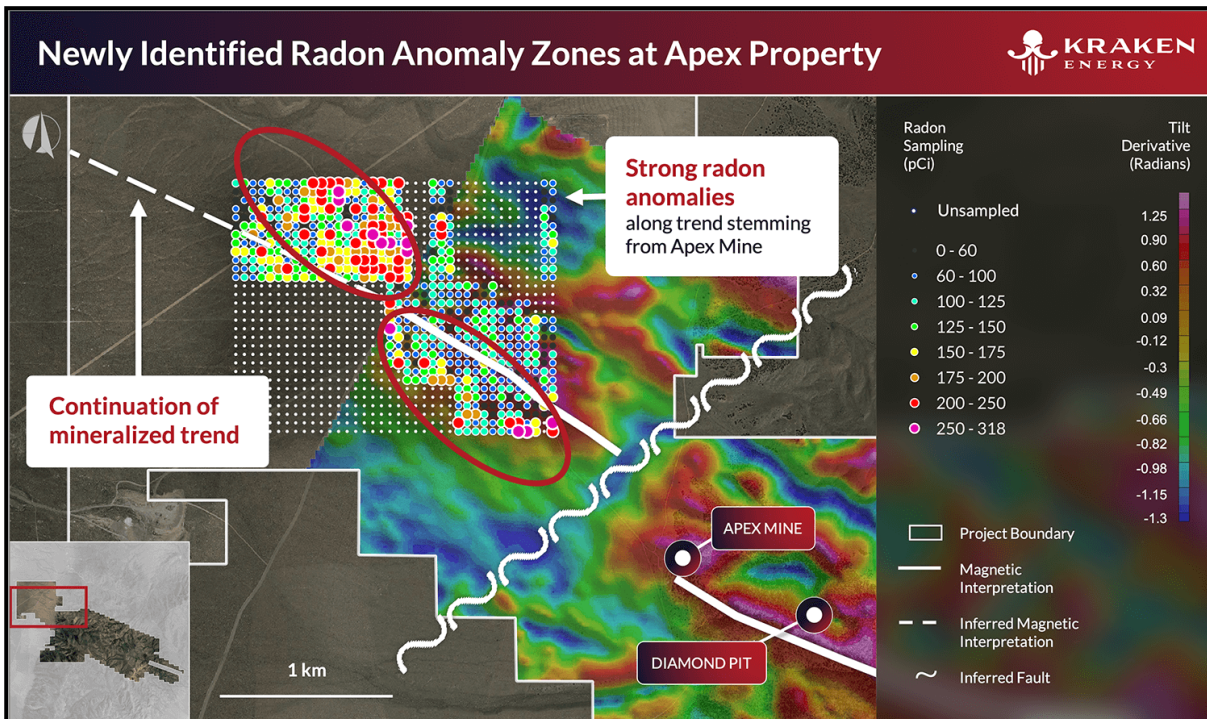 Newly Identified Radon Anomaly Zones at Apex Property
KRAKEN
ENERGY
Strong radon
anomalies
along trend stemming
from Apex Mine
Continuation of
mineralized trend
APEX MINE
DIAMOND PIT
1 km
Radon
Sampling
(pCi)
Unsampled
0 - 60
60 - 100
100 - 125
125 - 150
150 - 175
175 - 200
200 - 250
250 - 318
Tilt
Derivative
(Radians)
1.25
0.90
0.60
0.32
0.09
-0.12
-0.3
-0.49
-0.66
-0.82
-0.98
-1.15
-1.3
Project Boundary
Magnetic
Interpretation
Inferred Magnetic
Interpretation
Inferred Fault